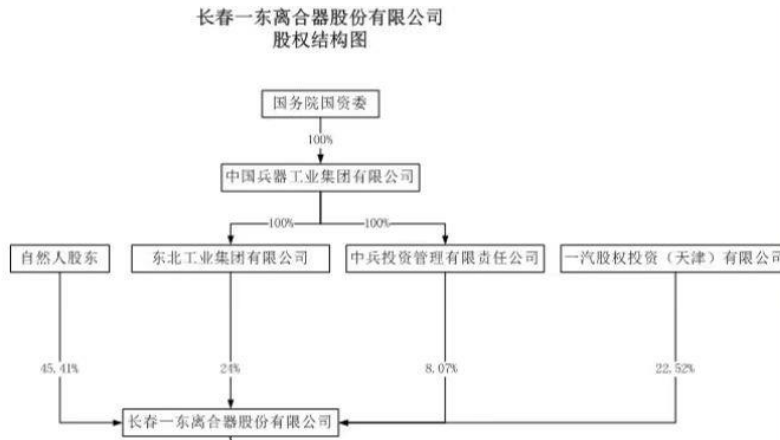 长春一东离合器股份有限公司
股权结构图
国务院国资委
100%
中国兵器工业集团有限公司
100% 100%
自然人股东 东北工业集团有限公司 中兵投资管理有限责任公司 一汽股权投资（天津）有限公司
45.41% 24% 8.07% 22.52%
长春一东离合器股份有限公司